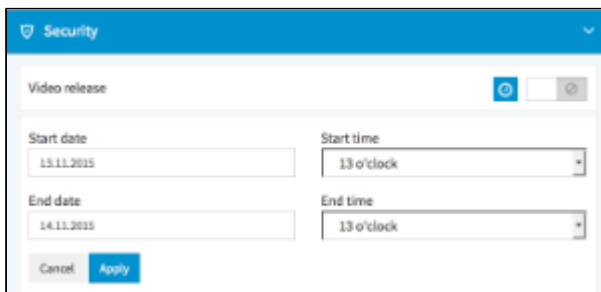 Security
Video release
Start date
Start time
13.11.2015
13 o'clock
End date
End time
14.11.2015
13 o'clock
Cancel
Apply